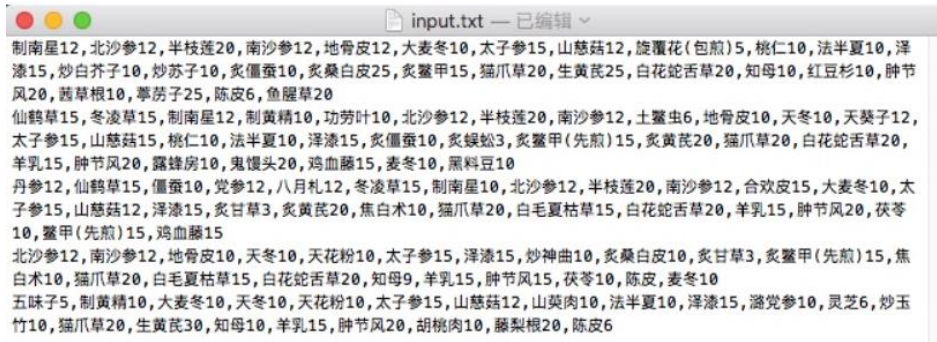 input.txt — 已编辑
制南星12,北沙参12,半枝莲20,南沙参12,地骨皮12,大麦冬10,太子参15,山慈菇12,旋覆花(包煎)5,桃仁10,法半夏10,泽
漆15,炒白芥子10,炒苏子10,炙僵蚕10,炙桑白皮25,炙鳖甲15,猫爪草20,生黄芪25,白花蛇舌草20,知母10,红豆杉10,肿节
风20,茜草根10,葶苈子25,陈皮6,鱼腥草20
仙鹤草15,冬凌草15,制南星12,制黄精10,功劳叶10,北沙参12,半枝莲20,南沙参12,土鳖虫6,地骨皮10,天冬10,天葵子12,
太子参15,山慈菇15,桃仁10,法半夏10,泽漆15,炙僵蚕10,炙蜈蚣3,炙鳖甲(先煎)15,炙黄芪20,猫爪草20,白花蛇舌草20,
羊乳15,肿节风20,露蜂房10,鬼馒头20,鸡血藤15,麦冬10,黑料豆10
丹参12,仙鹤草15,僵蚕10,党参12,八月札12,冬凌草15,制南星10,北沙参12,半枝莲20,南沙参12,合欢皮15,大麦冬10,太
子参15,山慈菇12,泽漆15,炙甘草3,炙黄芪20,焦白术10,猫爪草20,白毛夏枯草15,白花蛇舌草20,羊乳15,肿节风20,茯苓
10,鳖甲(先煎)15,鸡血藤15
北沙参12,南沙参12,地骨皮10,天冬10,天花粉10,太子参15,泽漆15,炒神曲10,炙桑白皮10,炙甘草3,炙鳖甲(先煎)15,焦
白术10,猫爪草20,白毛夏枯草15,白花蛇舌草20,知母9,羊乳15,肿节风15,茯苓10,陈皮,麦冬10
五味子5,制黄精10,大麦冬10,天冬10,天花粉10,太子参15,山慈菇12,山萸肉10,法半夏10,泽漆15,潞党参10,灵芝6,炒玉
竹10,猫爪草20,生黄芪30,知母10,羊乳15,肿节风20,胡桃肉10,藤梨根20,陈皮6